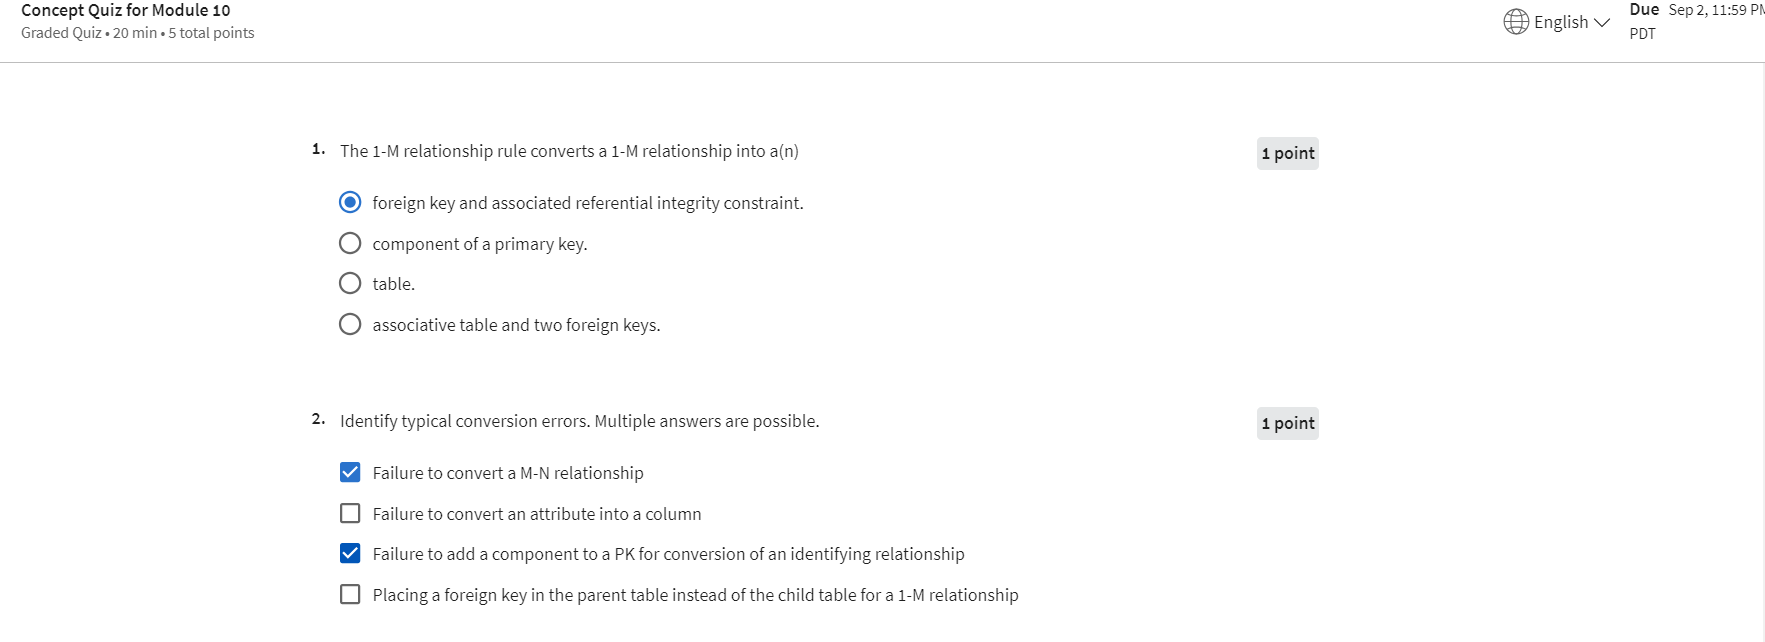 Concept Quiz for Module 10
Graded Quiz • 20 min • 5 total points
English
Due Sep 2, 11:59 PM
PDT
1. The 1-M relationship rule converts a 1-M relationship into a(n)
1 point
foreign key and associated referential integrity constraint.
component of a primary key.
table.
associative table and two foreign keys.
2. Identify typical conversion errors. Multiple answers are possible.
1 point
Failure to convert a M-N relationship
Failure to convert an attribute into a column
Failure to add a component to a PK for conversion of an identifying relationship
Placing a foreign key in the parent table instead of the child table for a 1-M relationship